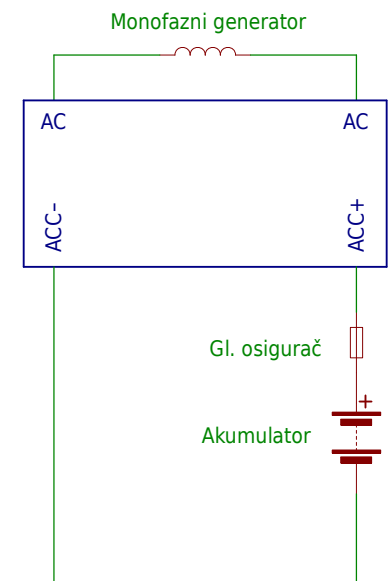 Monofazni generator
AC
AC
ACC-
ACC+
Gl. osigurač
+
Akumulator